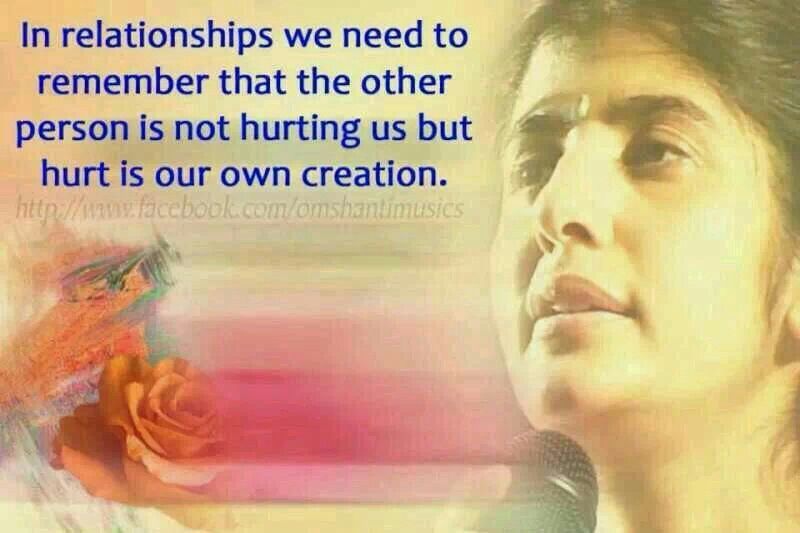 In relationships we need to
remember that the other
person is not hurting us but
hurt is our own creation.
http://www.facebook.com/omshantimusics